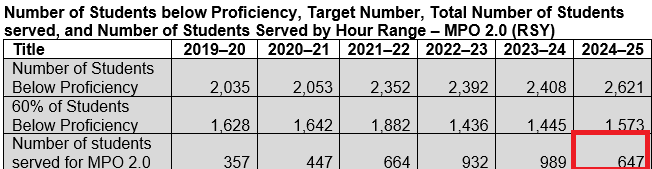 Number of Students below Proficiency, Target Number, Total Number of Students
served, and Number of Students Served by Hour Range – MPO 2.0 (RSY)
Title 2019–20 2020–21 2021–22 2022–23 2023–24 2024–25
Number of Students
Below Proficiency 2,035 2,053 2,352 2,392 2,408 2,621
60% of Students
Below Proficiency 1,628 1,642 1,882 1,436 1,445 1,573
Number of students
served for MPO 2.0 357 447 664 932 989 647